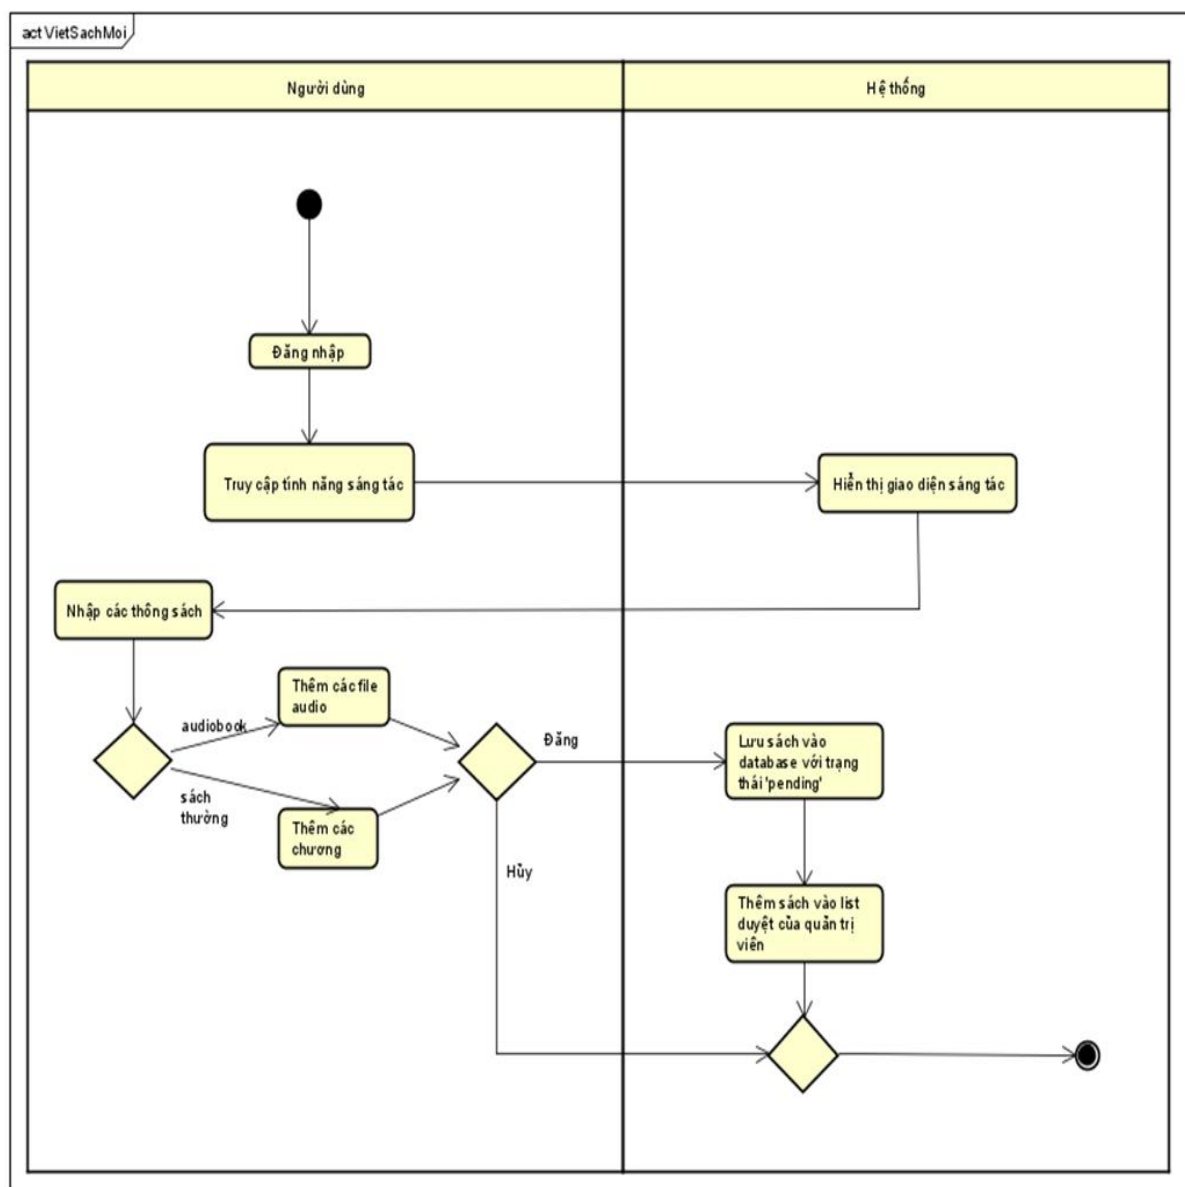 act VietSachMoi
Người dùng
Hệ thống
Đăng nhập
Truy cập tính năng sáng tác
Hiển thị giao diện sáng tác
Nhập các thông sách
Thêm các file
audio
audiobook
Đăng
Lưu sách vào
database với trạng
thái 'pending'
sách
thường
Thêm các
chương
Hủy
Thêm sách vào list
duyệt của quản trị
viên